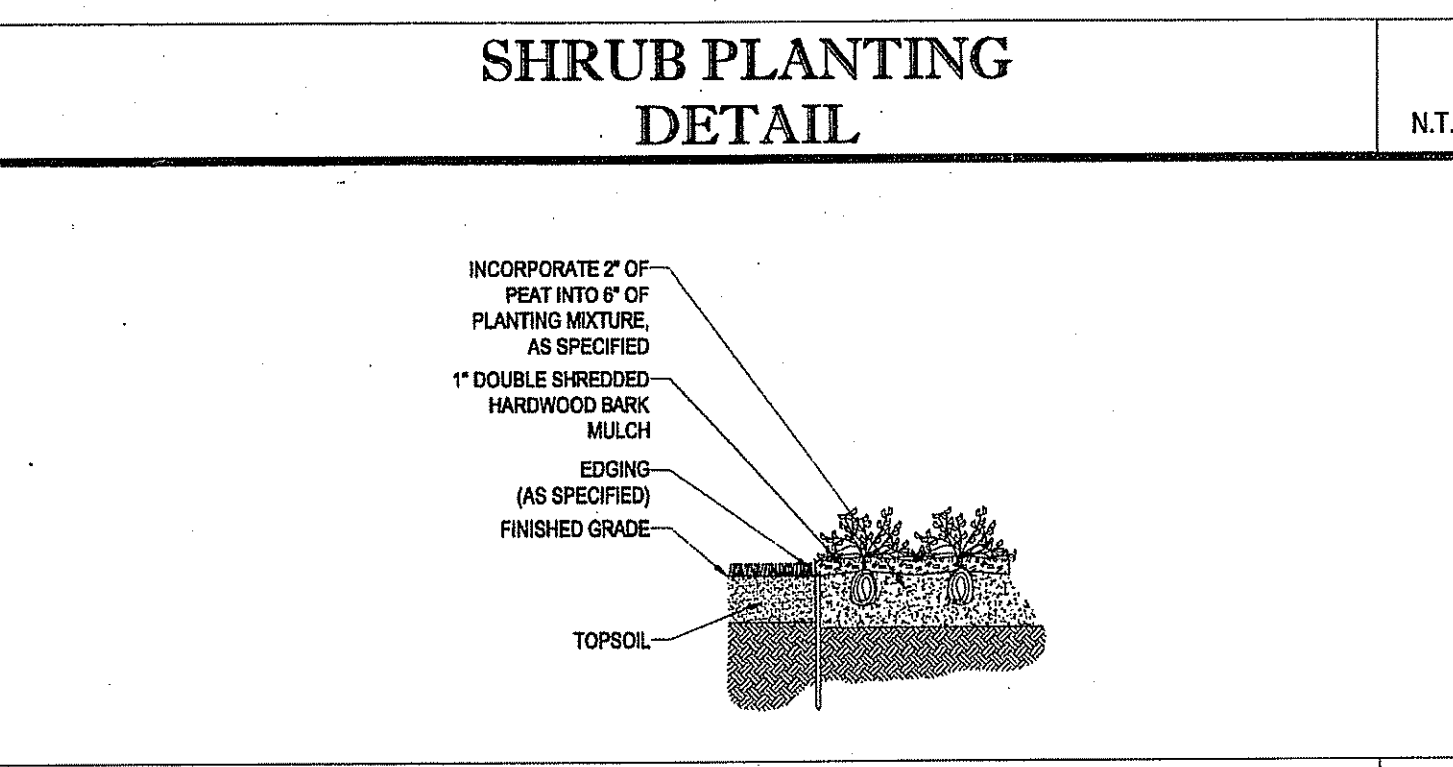 SHRUB PLANTING
DETAIL
N.T.
INCORPORATE 2" OF
PEAT INTO 6" OF
PLANTING MIXTURE,
AS SPECIFIED
1" DOUBLE SHREDDED
HARDWOOD BARK
MULCH
EDGING
(AS SPECIFIED)
FINISHED GRADE
TOPSOIL